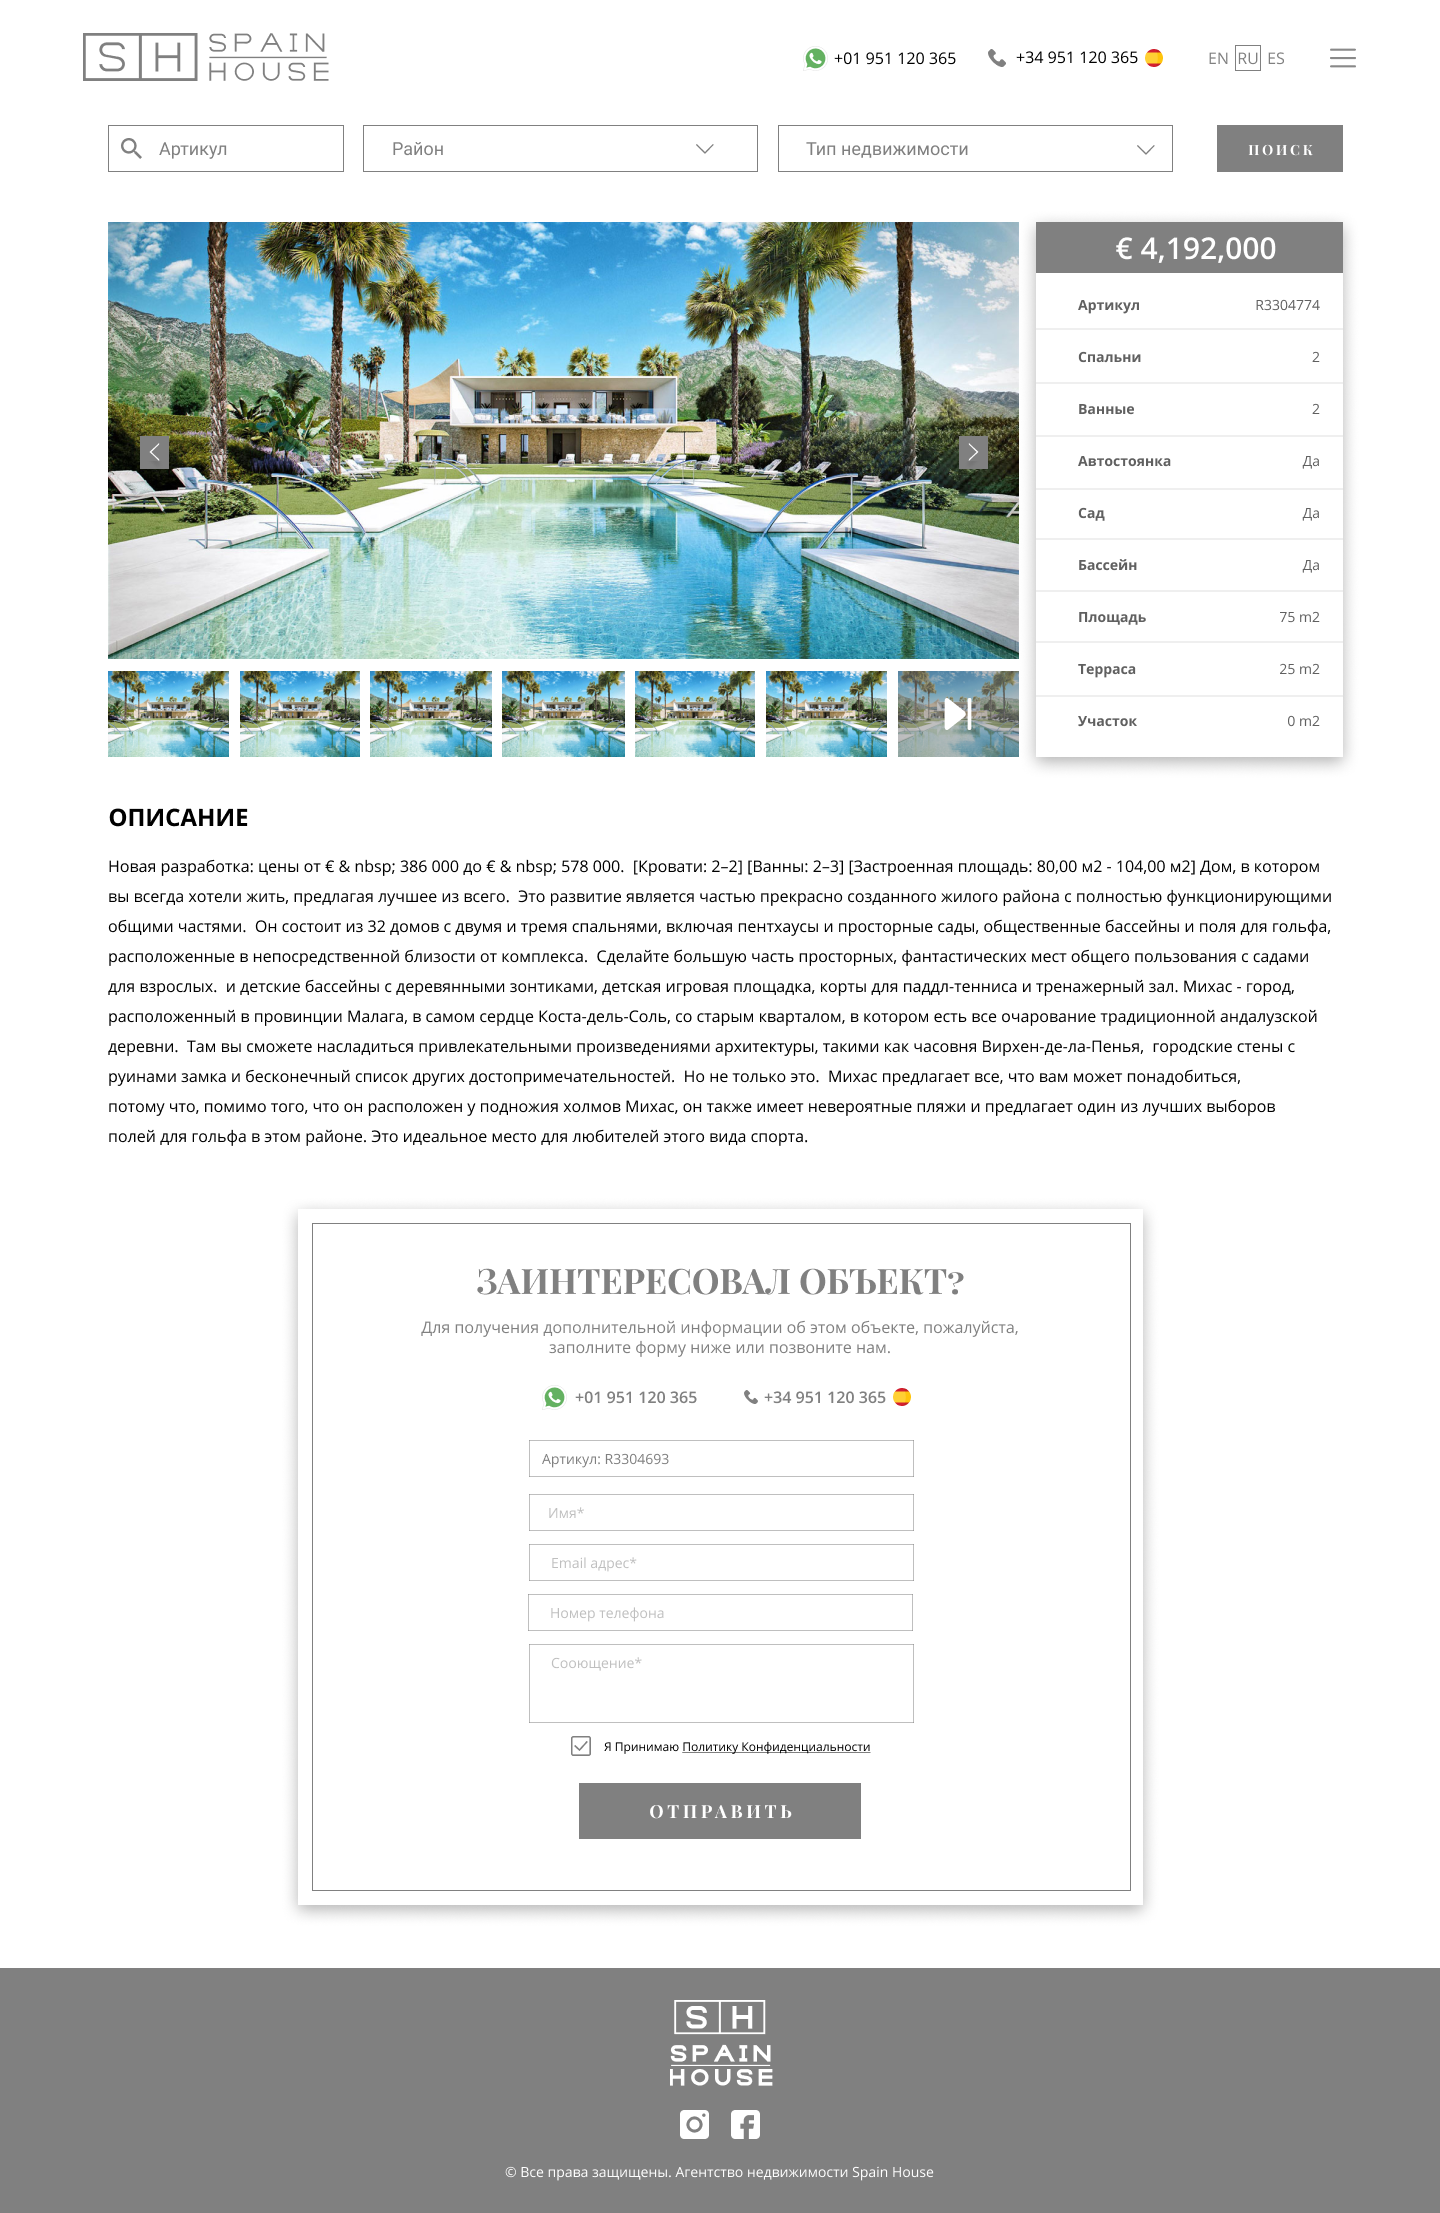 SH SPAIN HOUSE
+01 951 120 365
+34 951 120 365
EN RU ES
Артикул
Район
Тип недвижимости
ПОИСК
€ 4,192,000
Артикул R3304774
Спальни 2
Ванные 2
Автостоянка Да
Сад Да
Бассейн Да
Площадь 75 m2
Терраса 25 m2
Участок 0 m2
ОПИСАНИЕ
Новая разработка: цены от € & nbsp; 386 000 до € & nbsp; 578 000.  [Кровати: 2–2] [Ванны: 2–3] [Застроенная площадь: 80,00 м2 - 104,00 м2] Дом, в котором
вы всегда хотели жить, предлагая лучшее из всего.  Это развитие является частью прекрасно созданного жилого района с полностью функционирующими
общими частями.  Он состоит из 32 домов с двумя и тремя спальнями, включая пентхаусы и просторные сады, общественные бассейны и поля для гольфа,
расположенные в непосредственной близости от комплекса.  Сделайте большую часть просторных, фантастических мест общего пользования с садами
для взрослых.  и детские бассейны с деревянными зонтиками, детская игровая площадка, корты для паддл-тенниса и тренажерный зал. Михас - город,
расположенный в провинции Малага, в самом сердце Коста-дель-Соль, со старым кварталом, в котором есть все очарование традиционной андалузской
деревни.  Там вы сможете насладиться привлекательными произведениями архитектуры, такими как часовня Вирхен-де-ла-Пенья,  городские стены с
руинами замка и бесконечный список других достопримечательностей.  Но не только это.  Михас предлагает все, что вам может понадобиться,
потому что, помимо того, что он расположен у подножия холмов Михас, он также имеет невероятные пляжи и предлагает один из лучших выборов
полей для гольфа в этом районе. Это идеальное место для любителей этого вида спорта.
ЗАИНТЕРЕСОВАЛ ОБЪЕКТ?
Для получения дополнительной информации об этом объекте, пожалуйста,
заполните форму ниже или позвоните нам.
+01 951 120 365
+34 951 120 365
Артикул: R3304693
Имя*
Email адрес*
Номер телефона
Сооющение*
Я Принимаю Политику Конфиденциальности
ОТПРАВИТЬ
SH
SPAIN
HOUSE
© Все права защищены. Агентство недвижимости Spain House